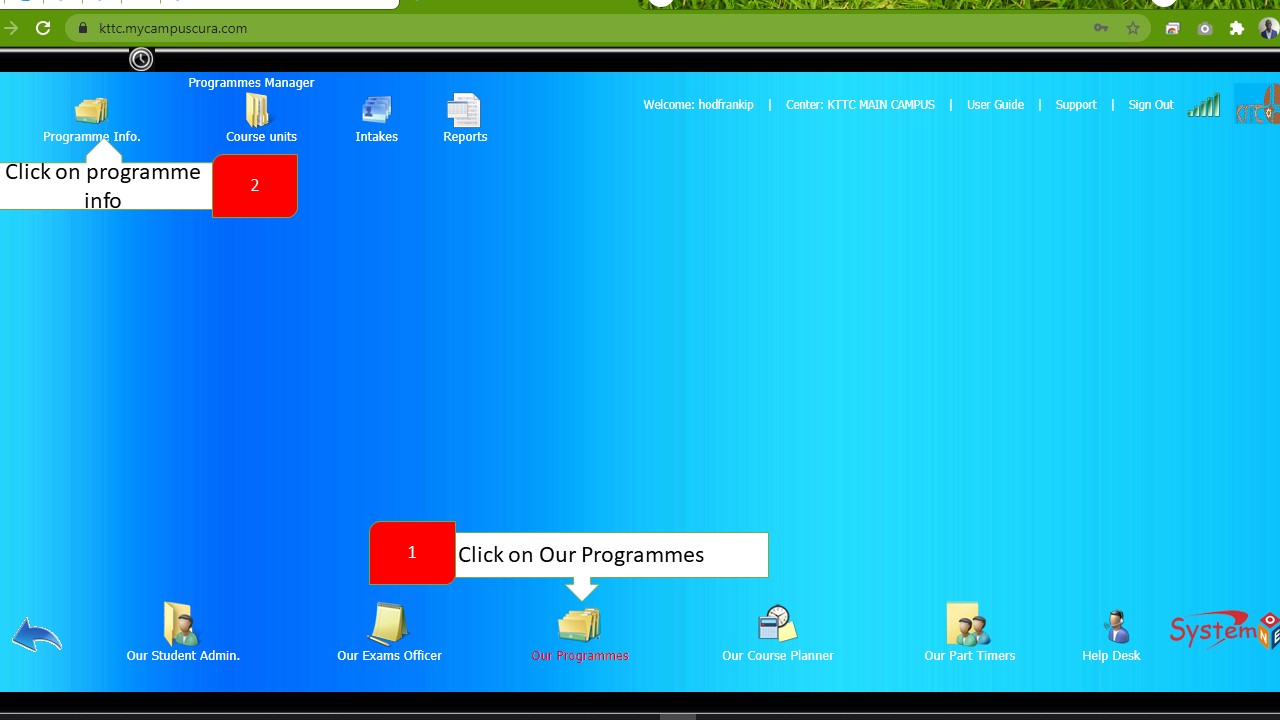 kttc.mycampuscura.com
Programmes Manager
Programme Info.
Course units
Intakes
Reports
Welcome: hodfrankip | Center: KTTC MAIN CAMPUS | User Guide | Support | Sign Out
Click on programme
info
2
1
Click on Our Programmes
Our Student Admin.
Our Exams Officer
Our Programmes
Our Course Planner
Our Part Timers
Help Desk
System